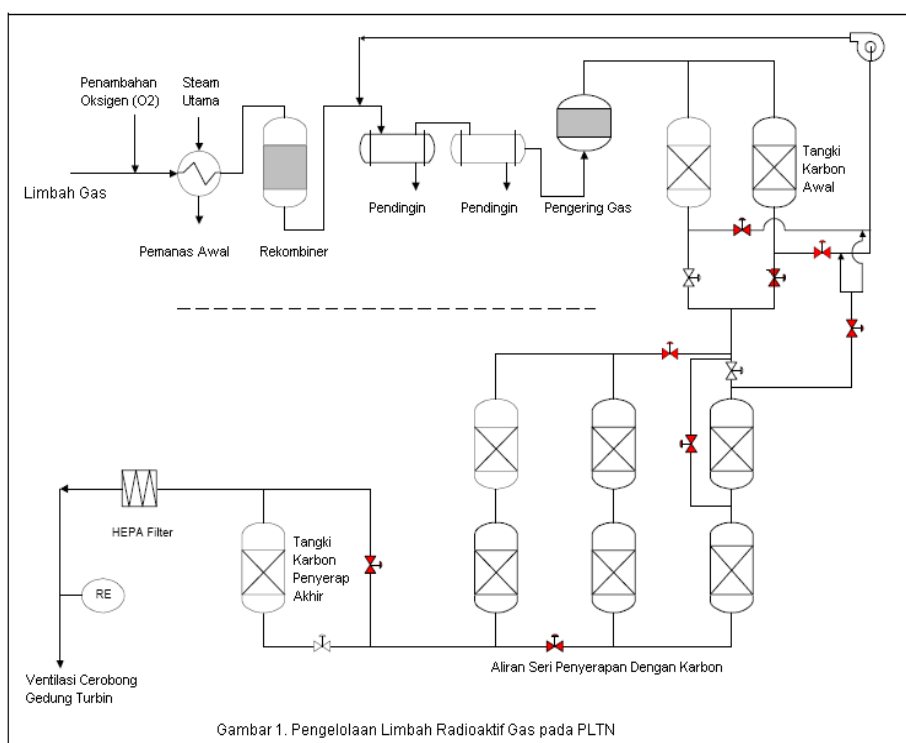 Penambahan
Oksigen (O2)
Steam
Utama
Limbah Gas
Pemanas Awal
Rekombiner
Pendingin
Pendingin
Pengering Gas
Tangki
Karbon
Awal
HEPA Filter
Tangki
Karbon
Penyerap
Akhir
RE
Ventilasi Cerobong
Gedung Turbin
Aliran Seri Penyerapan Dengan Karbon
Gambar 1. Pengelolaan Limbah Radioaktif Gas pada PLTN